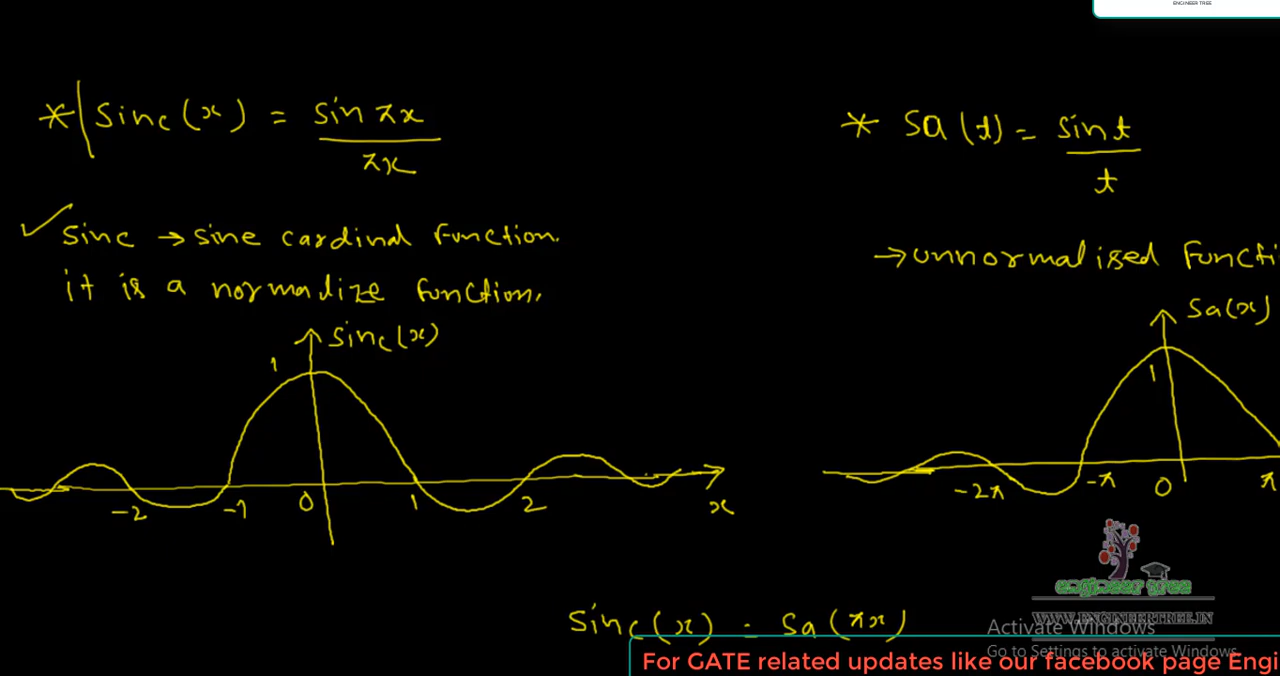 ENGINEER TREE
* Sinc(x) = sin πx / πx
* Sa(t) = sin t / t
✓ Sinc → sine cardinal function.
it is a normalize function.
→ unnormalised Functi
Sinc(x)
1
-2 -1 0 1 2 x
Sa(x)
1
-2π -π 0 π
Sinc(x) = Sa(πx)
engineer tree
WWW.ENGINEERTREE.IN
Activate Windows
Go to Settings to activate Windows.
For GATE related updates like our facebook page Engi